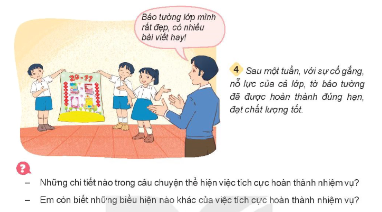 Báo tường lớp mình
rất đẹp, có nhiều
bài viết hay!
20-11
4 Sau một tuần, với sự cố gắng,
nỗ lực của cả lớp, tờ báo tường
đã được hoàn thành đúng hạn,
đạt chất lượng tốt.
?
– Những chi tiết nào trong câu chuyện thể hiện việc tích cực hoàn thành nhiệm vụ?
– Em còn biết những biểu hiện nào khác của việc tích cực hoàn thành nhiệm vụ?